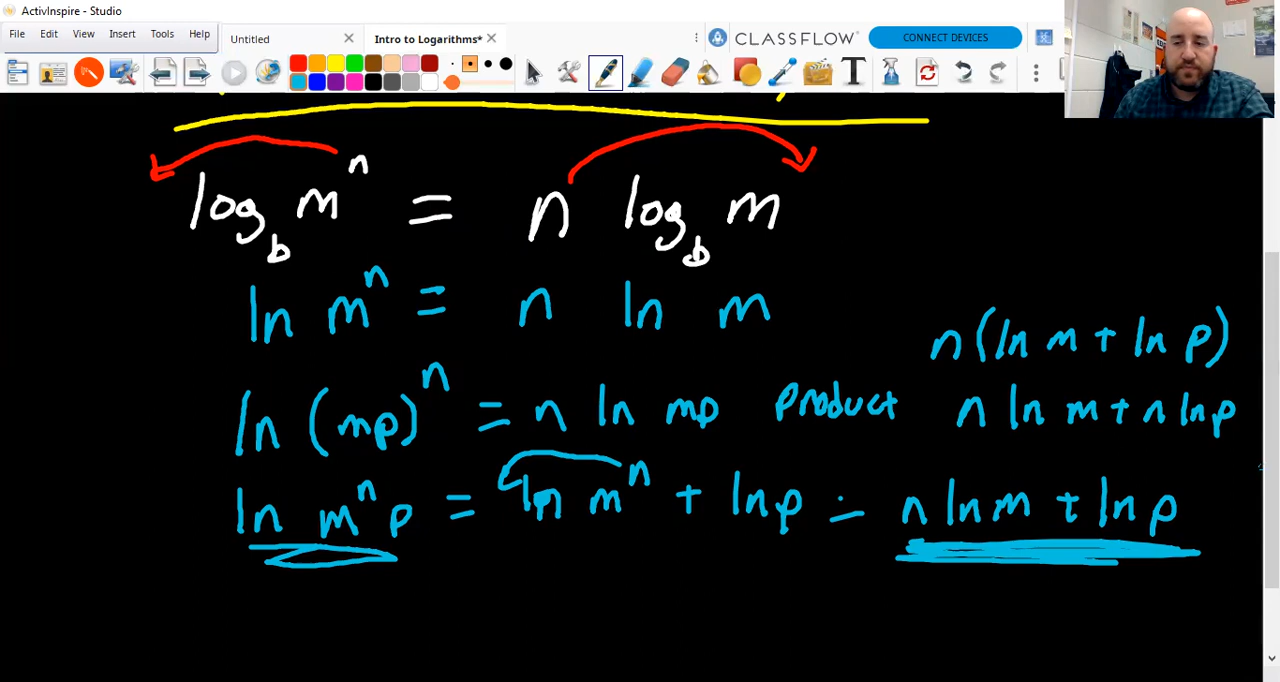 ActivInspire - Studio
File Edit View Insert Tools Help
Untitled
Intro to Logarithms*
CLASSFLOW
CONNECT DEVICES
log_b m^n = n log_b m
ln m^n = n ln m
n(ln m + ln p)
ln (mp)^n = n ln mp product n ln m + n ln p
ln m^n p = ln m^n + ln p = n ln m + ln p